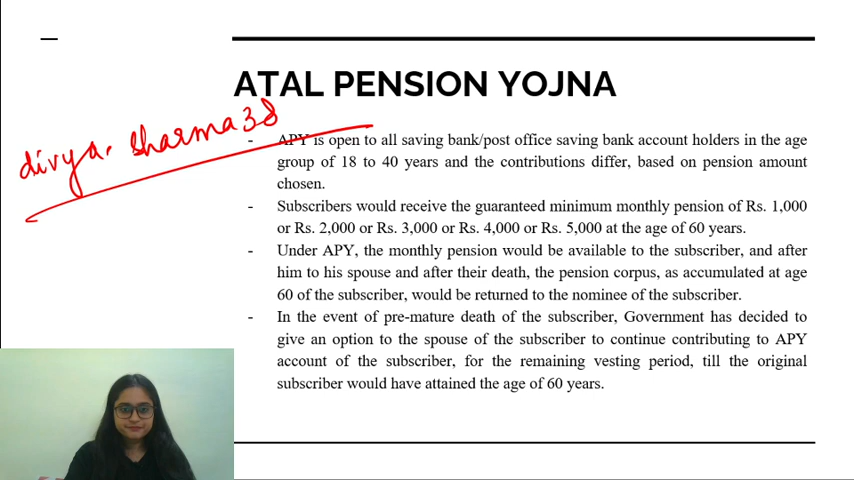 ATAL PENSION YOJNA
divya. sharma38
- APY is open to all saving bank/post office saving bank account holders in the age
group of 18 to 40 years and the contributions differ, based on pension amount
chosen.
- Subscribers would receive the guaranteed minimum monthly pension of Rs. 1,000
or Rs. 2,000 or Rs. 3,000 or Rs. 4,000 or Rs. 5,000 at the age of 60 years.
- Under APY, the monthly pension would be available to the subscriber, and after
him to his spouse and after their death, the pension corpus, as accumulated at age
60 of the subscriber, would be returned to the nominee of the subscriber.
- In the event of pre-mature death of the subscriber, Government has decided to
give an option to the spouse of the subscriber to continue contributing to APY
account of the subscriber, for the remaining vesting period, till the original
subscriber would have attained the age of 60 years.